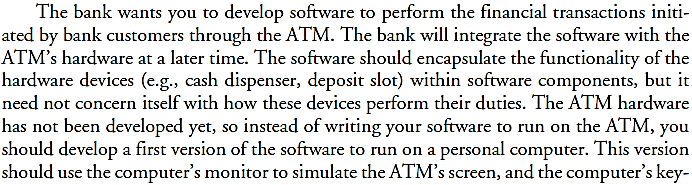 The bank wants you to develop software to perform the financial transactions initi-
ated by bank customers through the ATM. The bank will integrate the software with the
ATM’s hardware at a later time. The software should encapsulate the functionality of the
hardware devices (e.g., cash dispenser, deposit slot) within software components, but it
need not concern itself with how these devices perform their duties. The ATM hardware
has not been developed yet, so instead of writing your software to run on the ATM, you
should develop a first version of the software to run on a personal computer. This version
should use the computer’s monitor to simulate the ATM’s screen, and the computer’s key-